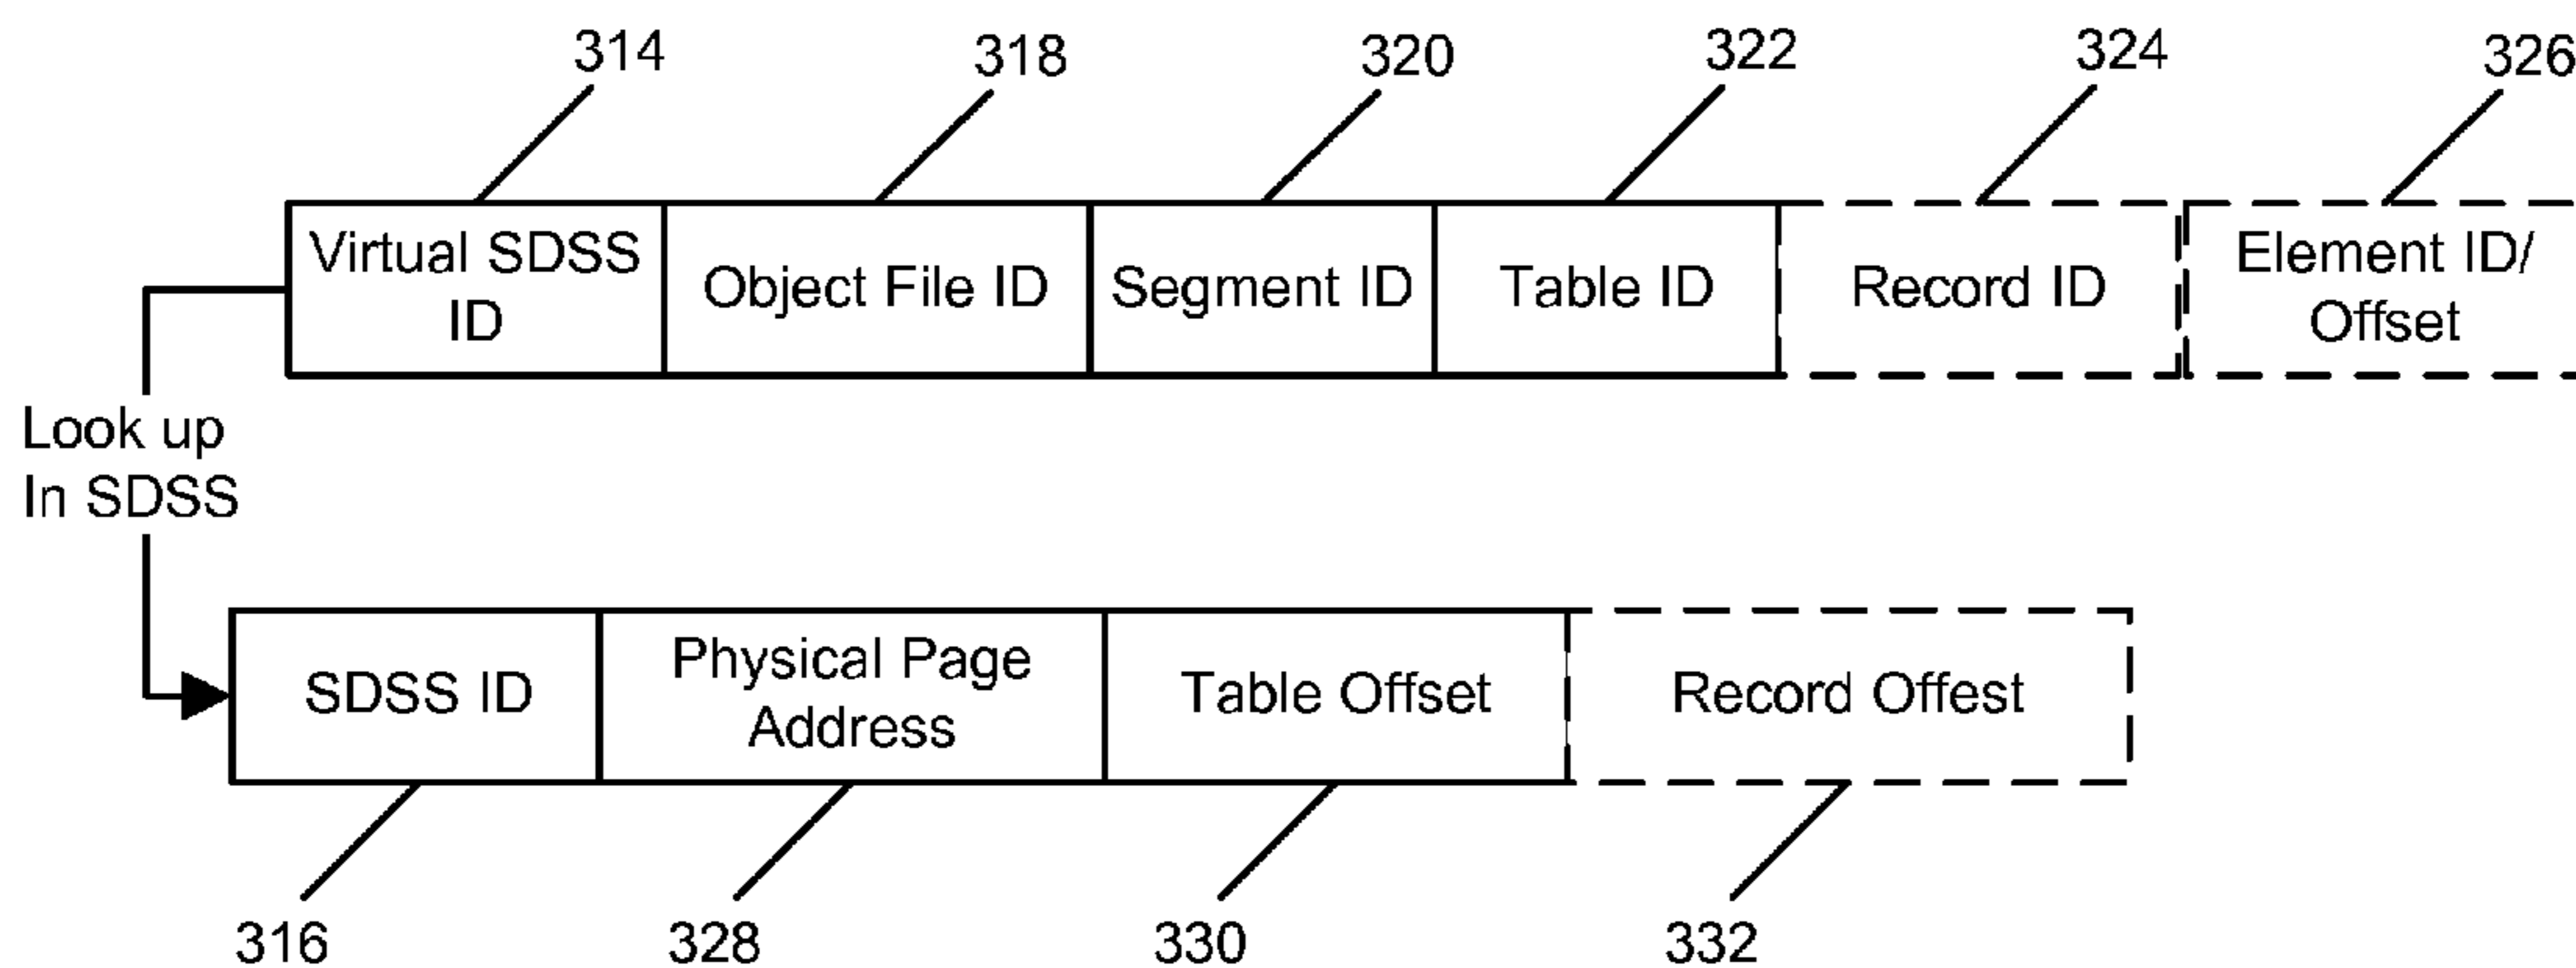 314
318
320
322
324
326
Virtual SDSS
ID
Object File ID
Segment ID
Table ID
Record ID
Element ID/
Offset
Look up
In SDSS
SDSS ID
Physical Page
Address
Table Offset
Record Offest
316
328
330
332